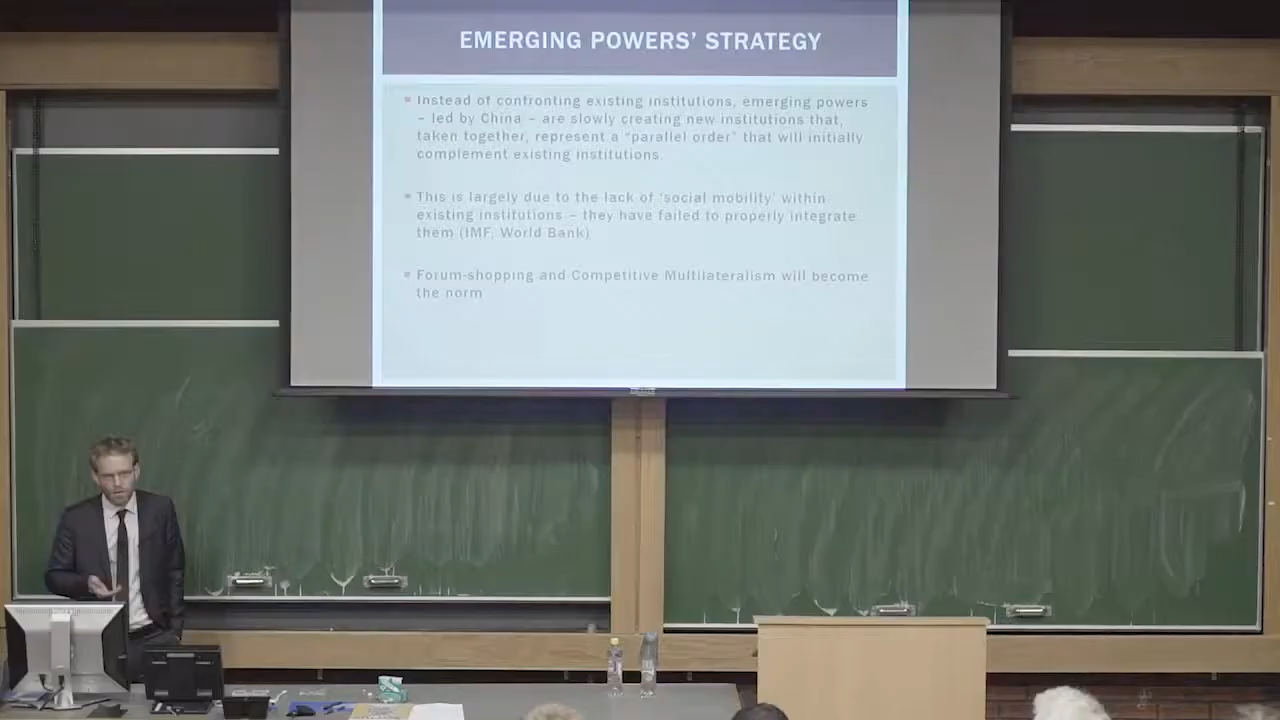 EMERGING POWERS' STRATEGY
Instead of confronting existing institutions, emerging powers
– led by China – are slowly creating new institutions that,
taken together, represent a "parallel order" that will initially
complement existing institutions.
This is largely due to the lack of 'social mobility' within
existing institutions – they have failed to properly integrate
them (IMF, World Bank)
Forum-shopping and Competitive Multilateralism will become
the norm